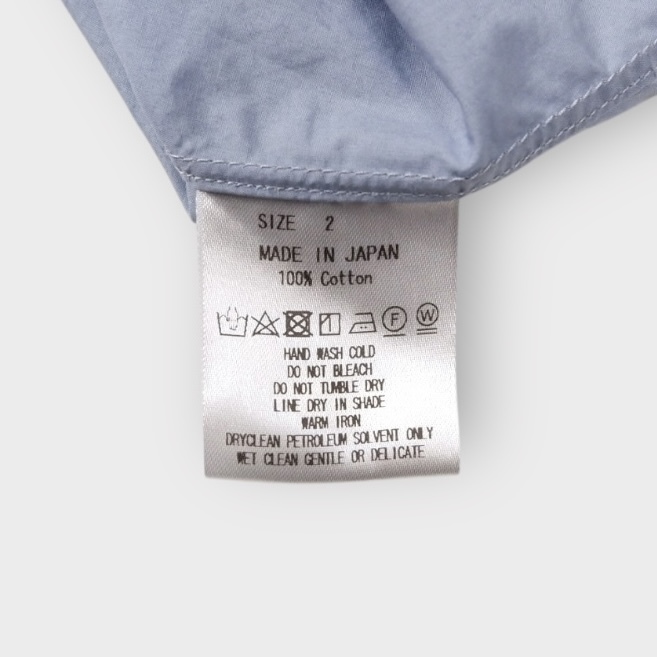 SIZE 2
MADE IN JAPAN
100% Cotton
F W
HAND WASH COLD
DO NOT BLEACH
DO NOT TUMBLE DRY
LINE DRY IN SHADE
WARM IRON
DRYCLEAN PETROLEUM SOLVENT ONLY
WET CLEAN GENTLE OR DELICATE